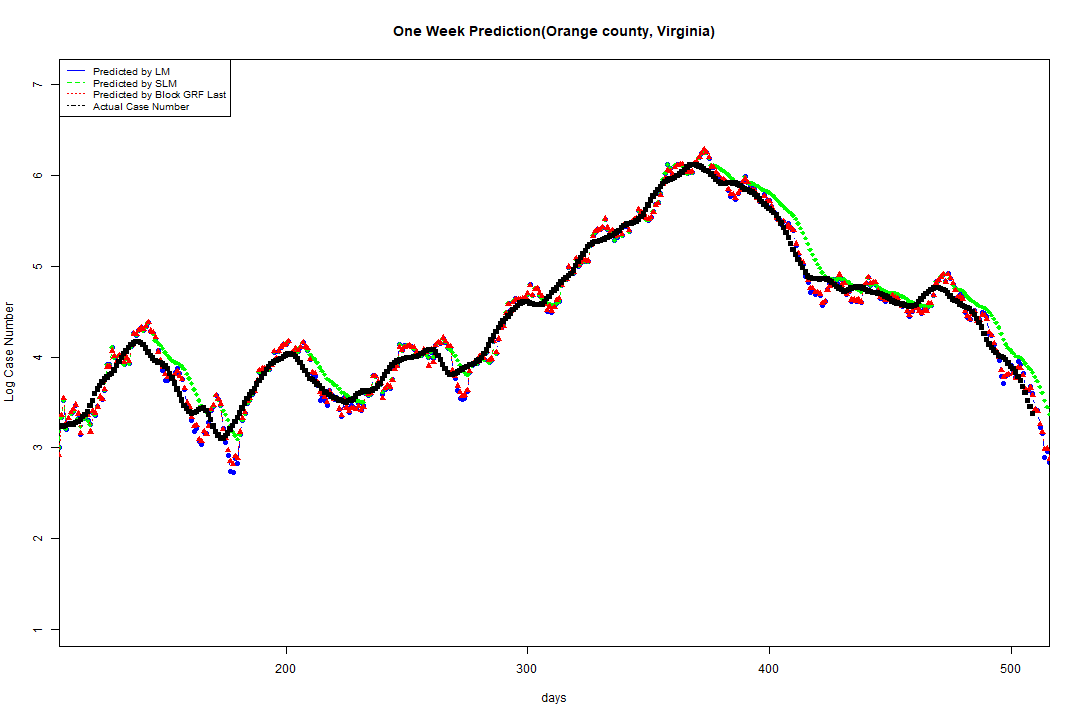 One Week Prediction(Orange county, Virginia)
Predicted by LM
Predicted by SLM
Predicted by Block GRF Last
Actual Case Number
7
6
5
4
3
2
1
Log Case Number
200
300
400
500
days